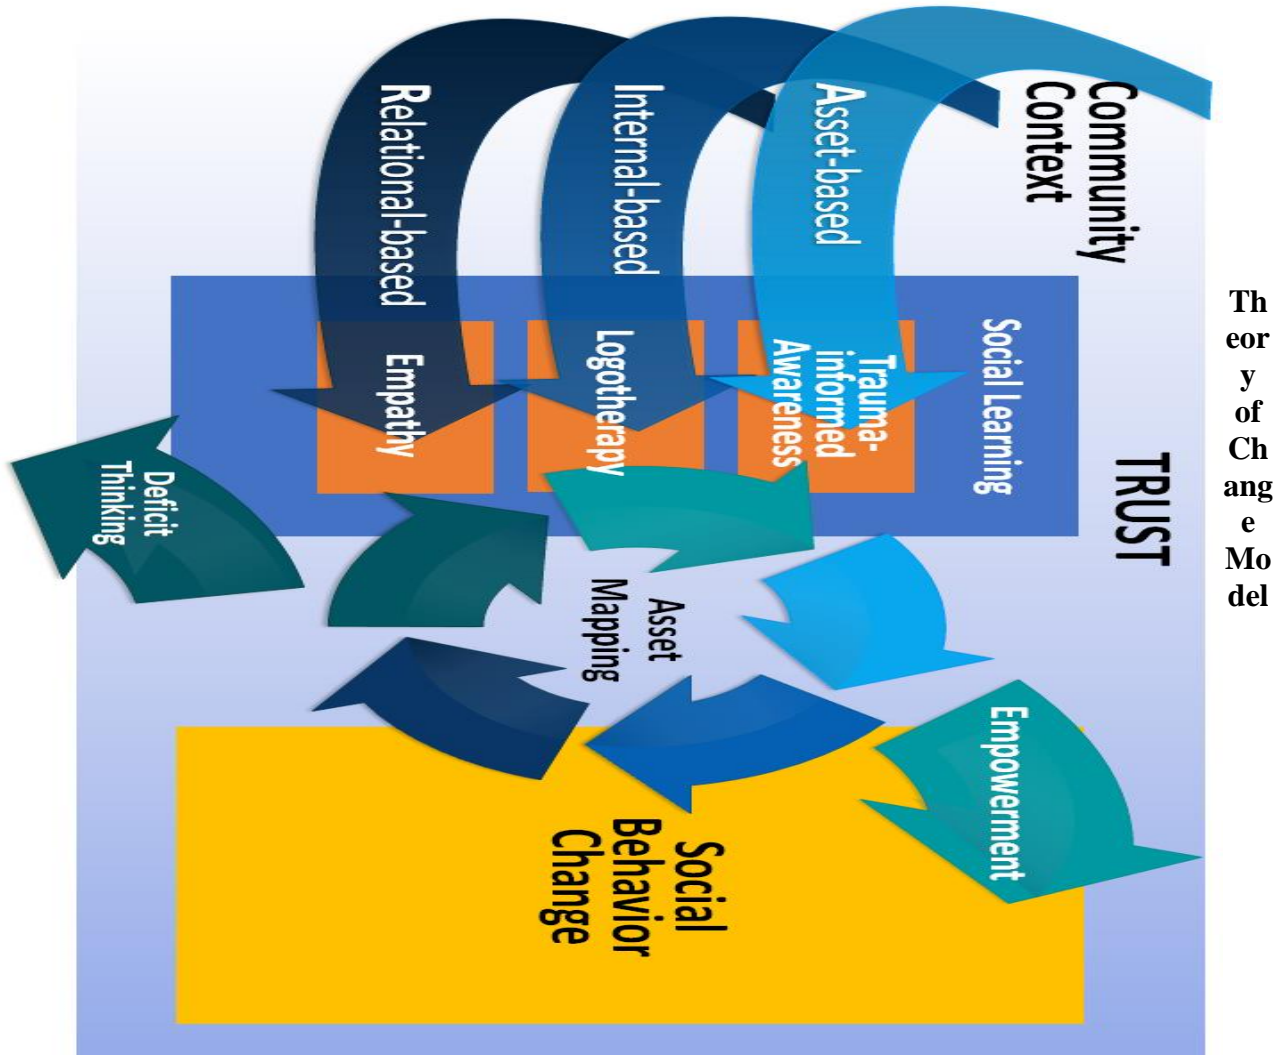 Th
eor
y
of
Ch
ang
e
Mo
del
Community
Context
TRUST
Social Learning
Asset-based
Trauma-
informed
Awareness
Empowerment
Internal-based
Logotherapy
Asset
Mapping
Social
Behavior
Change
Relational-based
Empathy
Deficit
Thinking